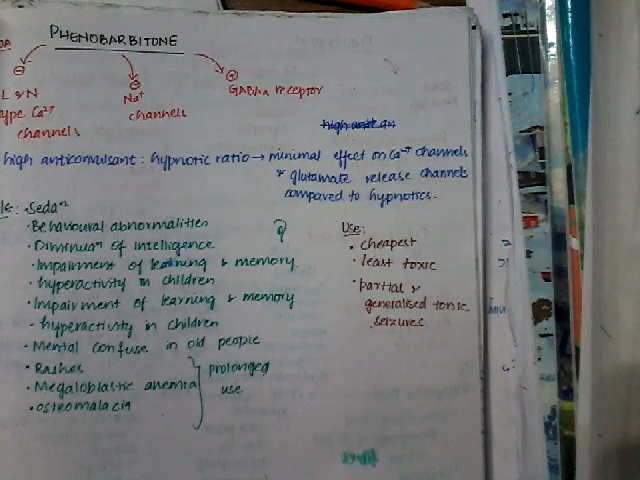 PHENOBARBITONE
L & N
type Ca²⁺
channels
Na⁺
channels
GABAA receptor
high anticonvulsant : hypnotic ratio → minimal effect on Ca²⁺ channels
& glutamate release channels
compared to hypnotics.
Sedaⁿ
• Behavioural abnormalities
• Diminuaⁿ of intelligence
• Impairment of learning & memory.
• hyperactivity in children
• Impairment of learning & memory
- hyperactivity in children
• Mental confuse in old people
• Rashes
• Megaloblastic anemia
• osteomalacia
prolonged
use
Use:
• cheapest
• least toxic
• partial &
generalised tonic
seizures